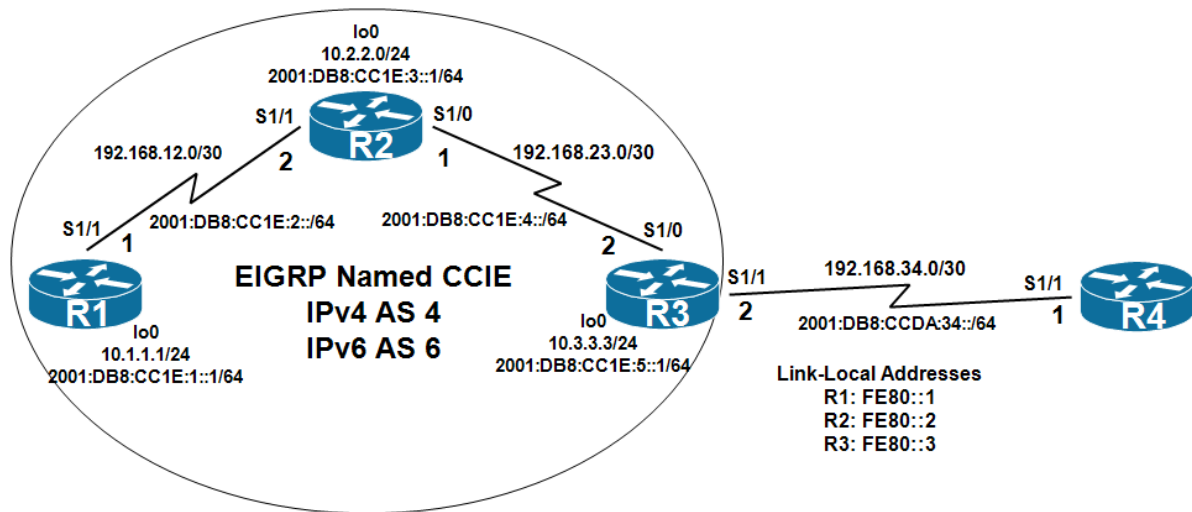 lo0
10.2.2.0/24
2001:DB8:CC1E:3::1/64
S1/1
S1/0
R2
2
1
192.168.12.0/30
192.168.23.0/30
2001:DB8:CC1E:2::/64
2001:DB8:CC1E:4::/64
S1/1
1
2
S1/0
EIGRP Named CCIE
IPv4 AS 4
IPv6 AS 6
R1
lo0
10.1.1.1/24
2001:DB8:CC1E:1::1/64
R3
lo0
10.3.3.3/24
2001:DB8:CC1E:5::1/64
S1/1
2
192.168.34.0/30
2001:DB8:CCDA:34::/64
S1/1
1
R4
Link-Local Addresses
R1: FE80::1
R2: FE80::2
R3: FE80::3